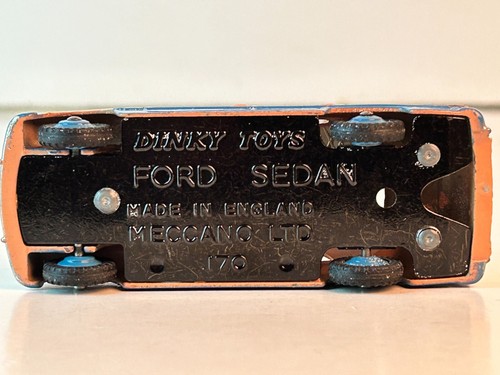 DINKY TOYS
FORD SEDAN
MADE IN ENGLAND
MECCANO LTD
170